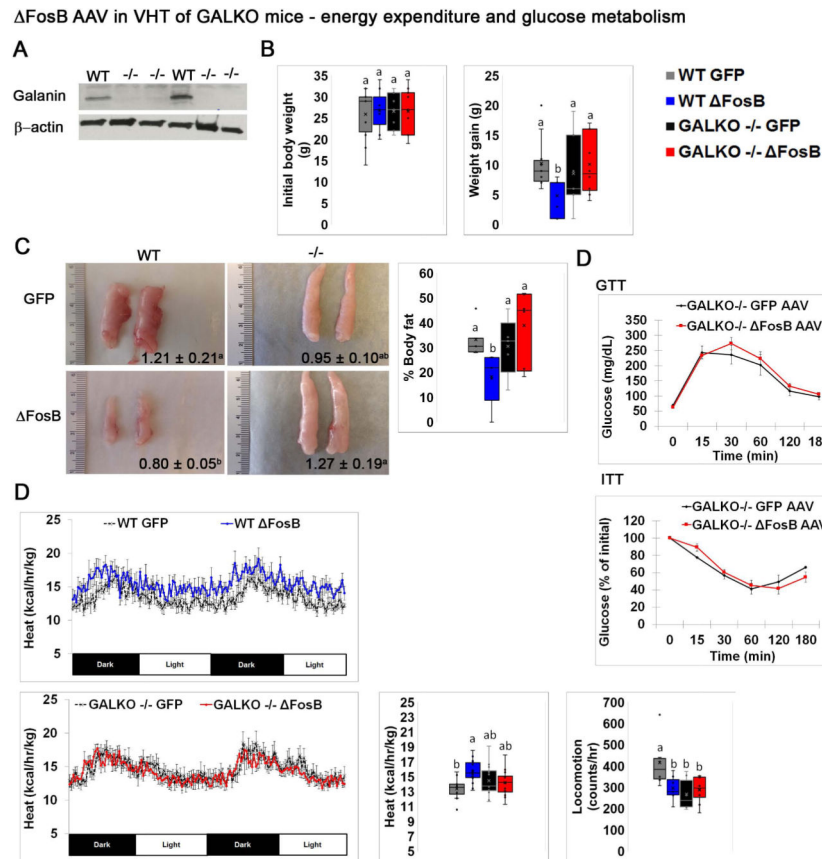 ΔFosB AAV in VHT of GALKO mice - energy expenditure and glucose metabolism
A
WT -/- -/- WT -/- -/-
Galanin
β-actin
B
Initial body weight (g)
35
30
25
20
15
10
5
0
a a a a
Weight gain (g)
25
20
15
10
5
0
a b a a
WT GFP
WT ΔFosB
GALKO -/- GFP
GALKO -/- ΔFosB
C
WT -/-
GFP
1.21 ± 0.21ᵃ
0.95 ± 0.10ᵃᵇ
ΔFosB
0.80 ± 0.05ᵇ
1.27 ± 0.19ᵃ
% Body fat
60
50
40
30
20
10
0
a b a a
D
GTT
GALKO-/- GFP AAV
GALKO-/- ΔFosB AAV
Glucose (mg/dL)
350
300
250
200
150
100
50
0
0 15 30 60 120 180
Time (min)
ITT
GALKO-/- GFP AAV
GALKO-/- ΔFosB AAV
Glucose (% of initial)
120
100
80
60
40
20
0
0 15 30 60 120 180
Time (min)
D
WT GFP WT ΔFosB
Heat (kcal/hr/kg)
25
20
15
10
5
Dark Light Dark Light
GALKO -/- GFP GALKO -/- ΔFosB
Heat (kcal/hr/kg)
25
20
15
10
5
Dark Light Dark Light
Heat (kcal/hr/kg)
25
23
21
19
17
15
13
11
9
7
5
b a ab ab
Locomotion (counts/hr)
700
600
500
400
300
200
100
0
a b b b